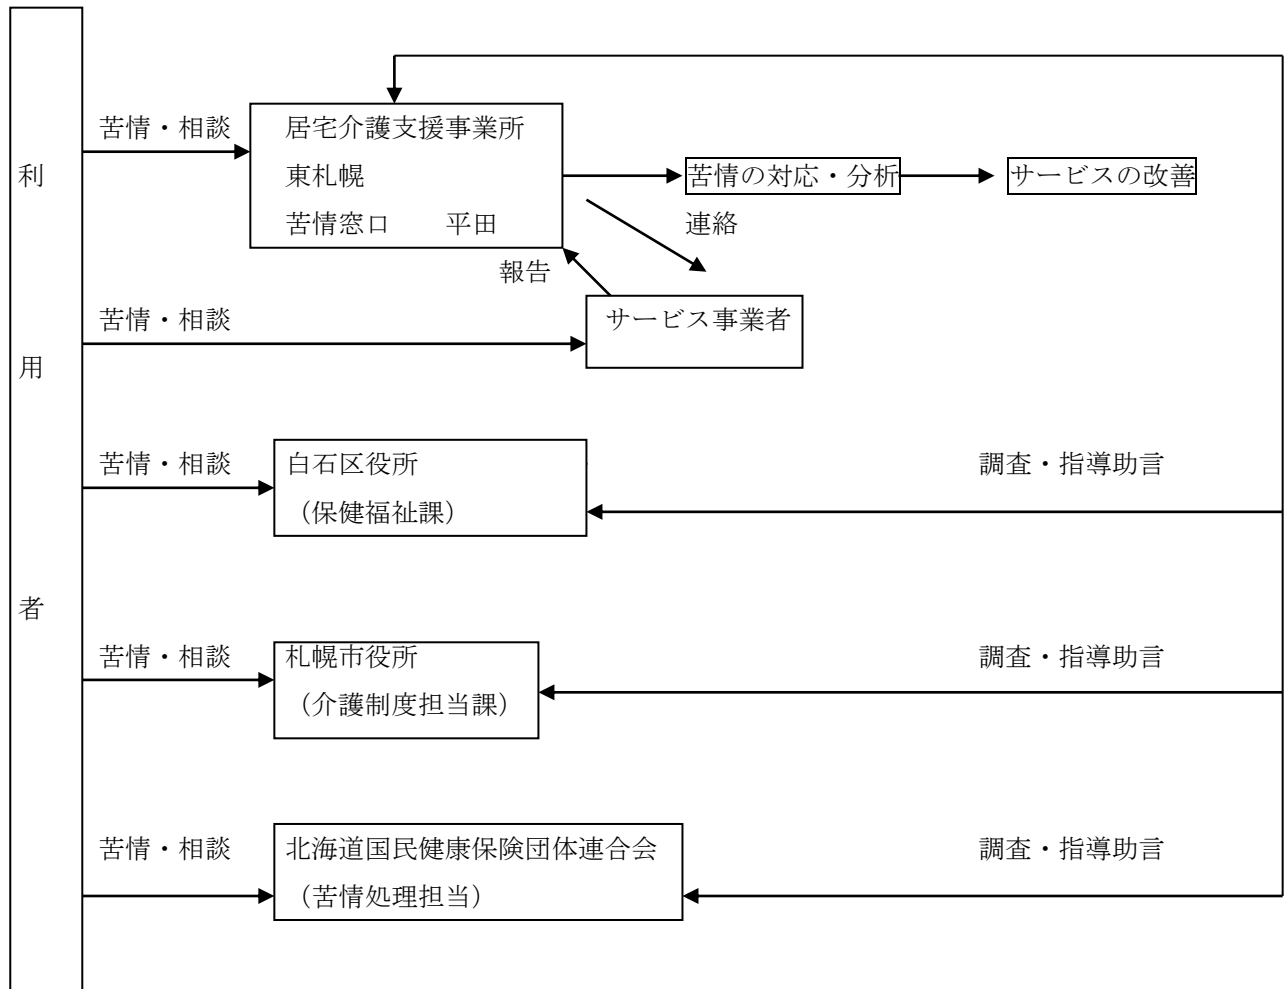 利用者
苦情・相談
居宅介護支援事業所
東札幌
苦情窓口　　平田
苦情の対応・分析
サービスの改善
連絡
報告
苦情・相談
サービス事業者
苦情・相談
白石区役所
（保健福祉課）
調査・指導助言
苦情・相談
札幌市役所
（介護制度担当課）
調査・指導助言
苦情・相談
北海道国民健康保険団体連合会
（苦情処理担当）
調査・指導助言